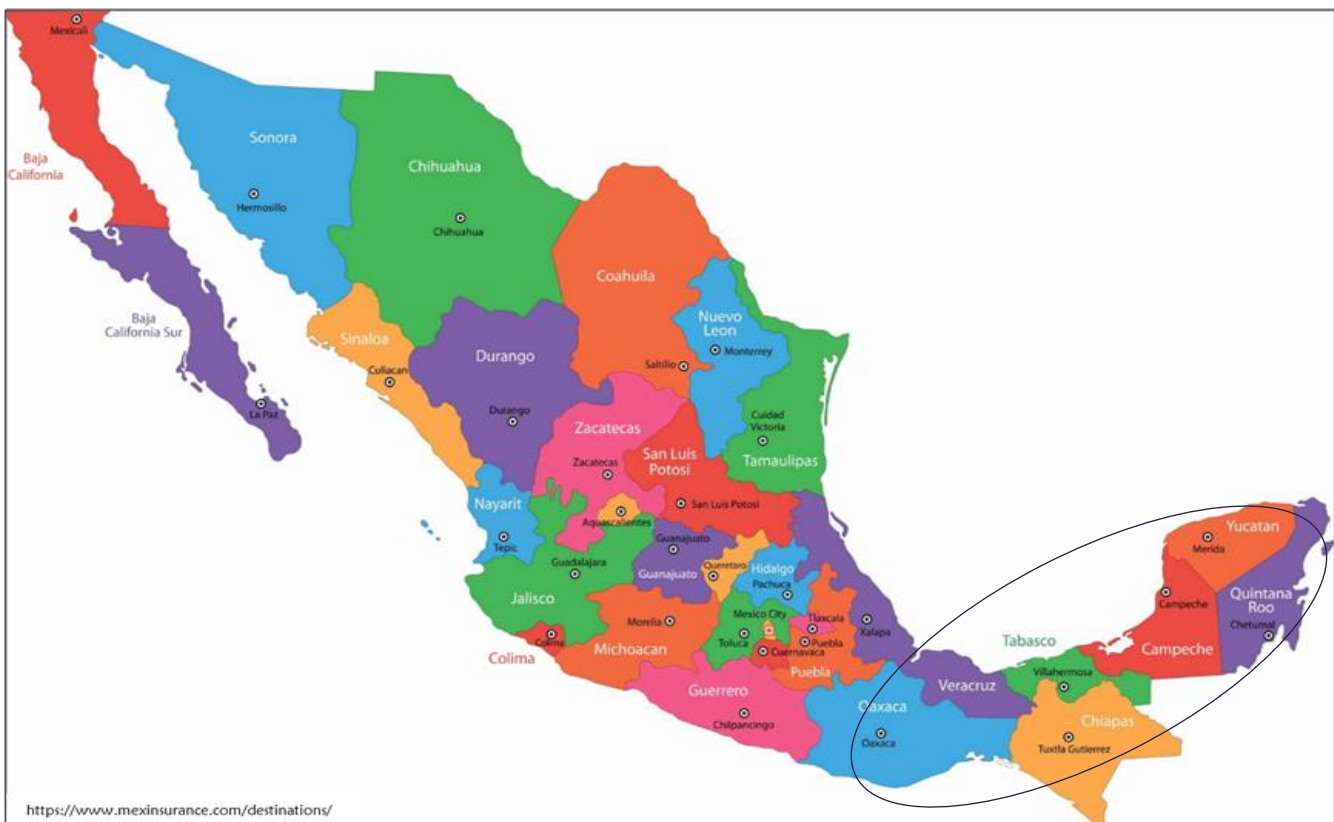 Mexicali
Sonora
Baja
California
Hermosillo
Chihuahua
Chihuahua
Coahuila
Nuevo
Leon
Monterrey
Saltillo
Baja
California Sur
La Paz
Sinaloa
Culiacan
Durango
Durango
Zacatecas
Zacatecas
San Luis
Potosi
San Luis Potosi
Cuidad
Victoria
Tamaulipas
Nayarit
Tepic
Aquascalientes
Guadalajara
Jalisco
Guanajuato
Guanajuato
Queretaro
Hidalgo
Pachuca
Mexico City
Toluca
Tlaxcala
Puebla
Cuernavaca
Puebla
Xalapa
Veracruz
Colima
Colima
Morelia
Michoacan
Guerrero
Chilpancingo
Oaxaca
Oaxaca
Tabasco
Villahermosa
Chiapas
Tuxtla Gutierrez
Yucatan
Merida
Campeche
Campeche
Quintana
Roo
Chetumal
https://www.mexinsurance.com/destinations/